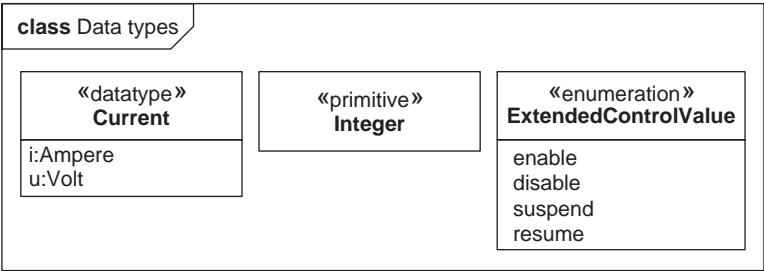 class Data types
«datatype»
Current
i:Ampere
u:Volt
«primitive»
Integer
«enumeration»
ExtendedControlValue
enable
disable
suspend
resume